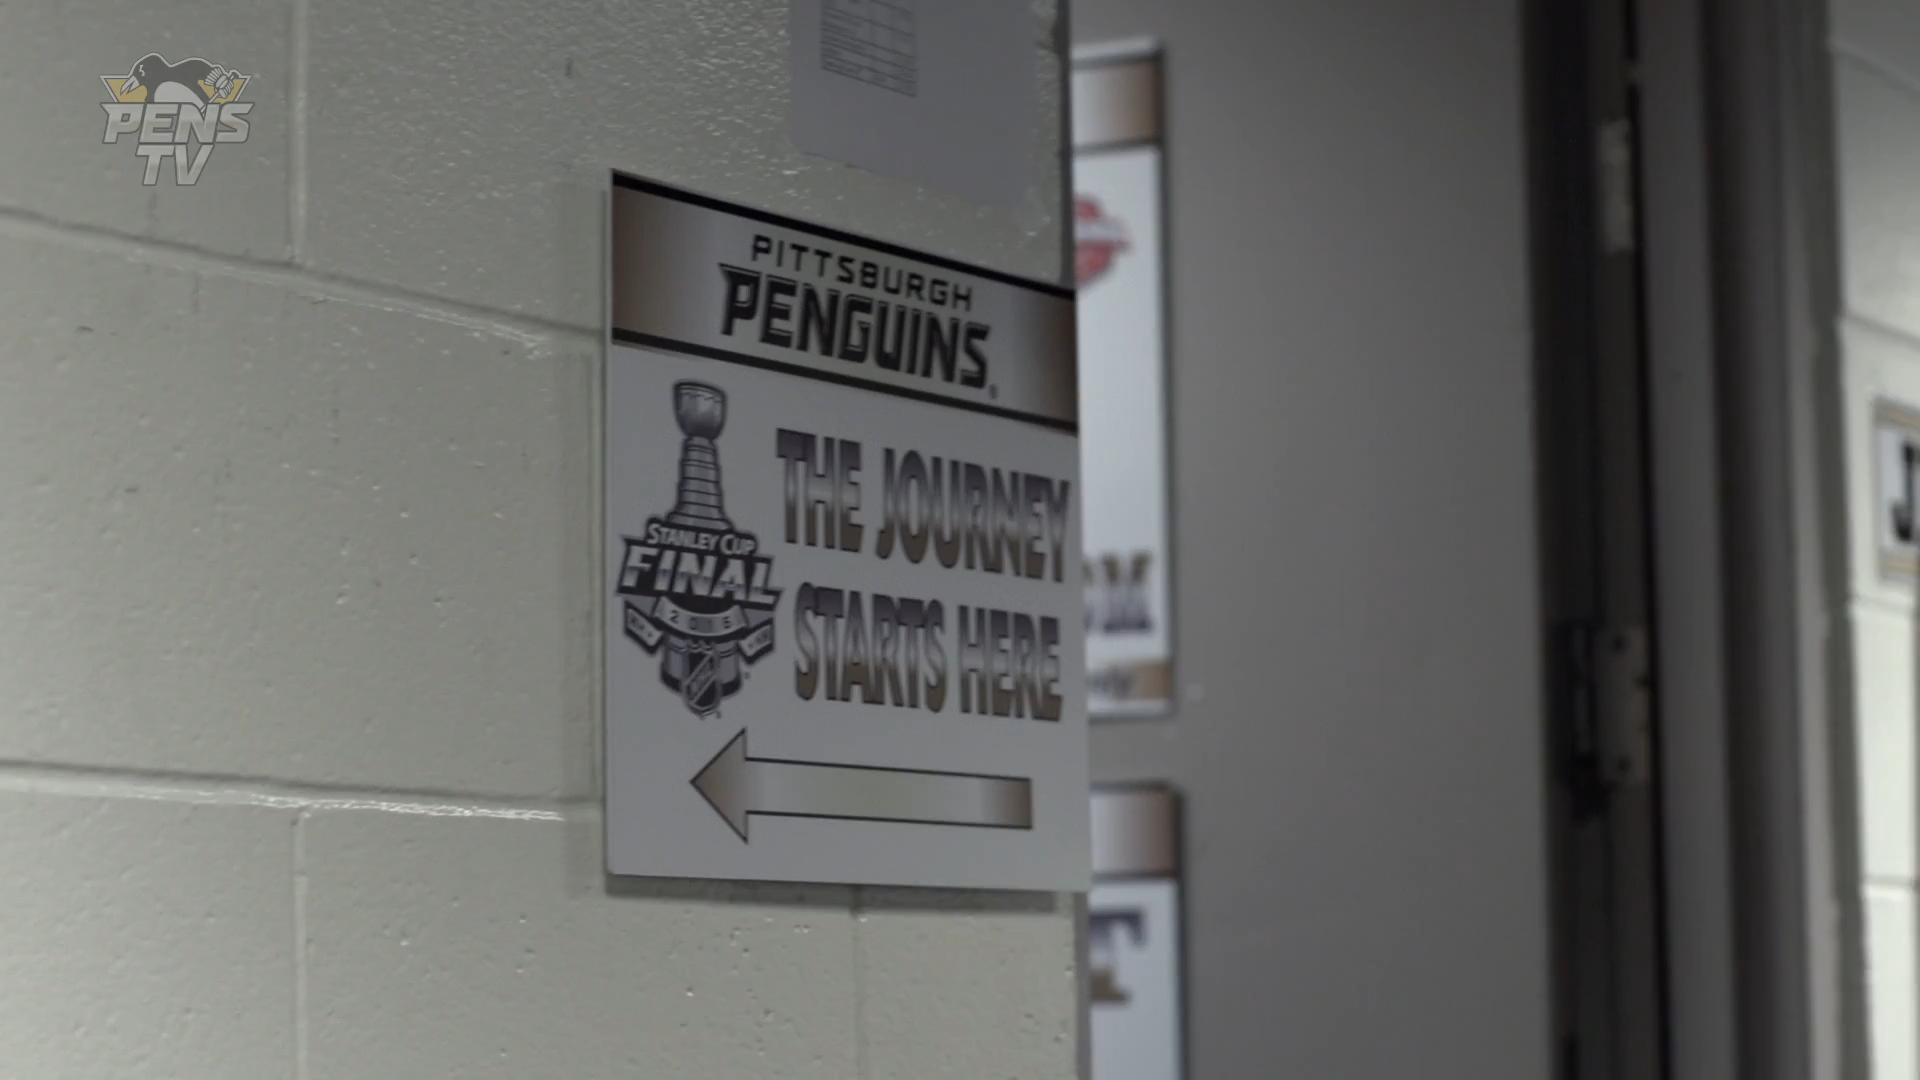 PENS
TV
PITTSBURGH
PENGUINS
THE JOURNEY
STARTS HERE
STANLEY CUP
FINAL
2016